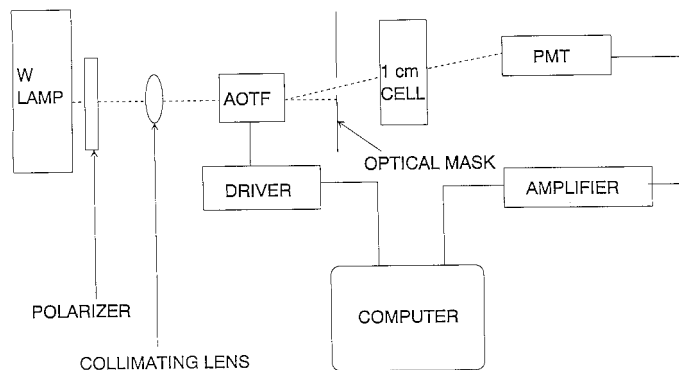 W
LAMP
AOTF
1 cm
CELL
PMT
OPTICAL MASK
DRIVER
AMPLIFIER
POLARIZER
COMPUTER
COLLIMATING LENS